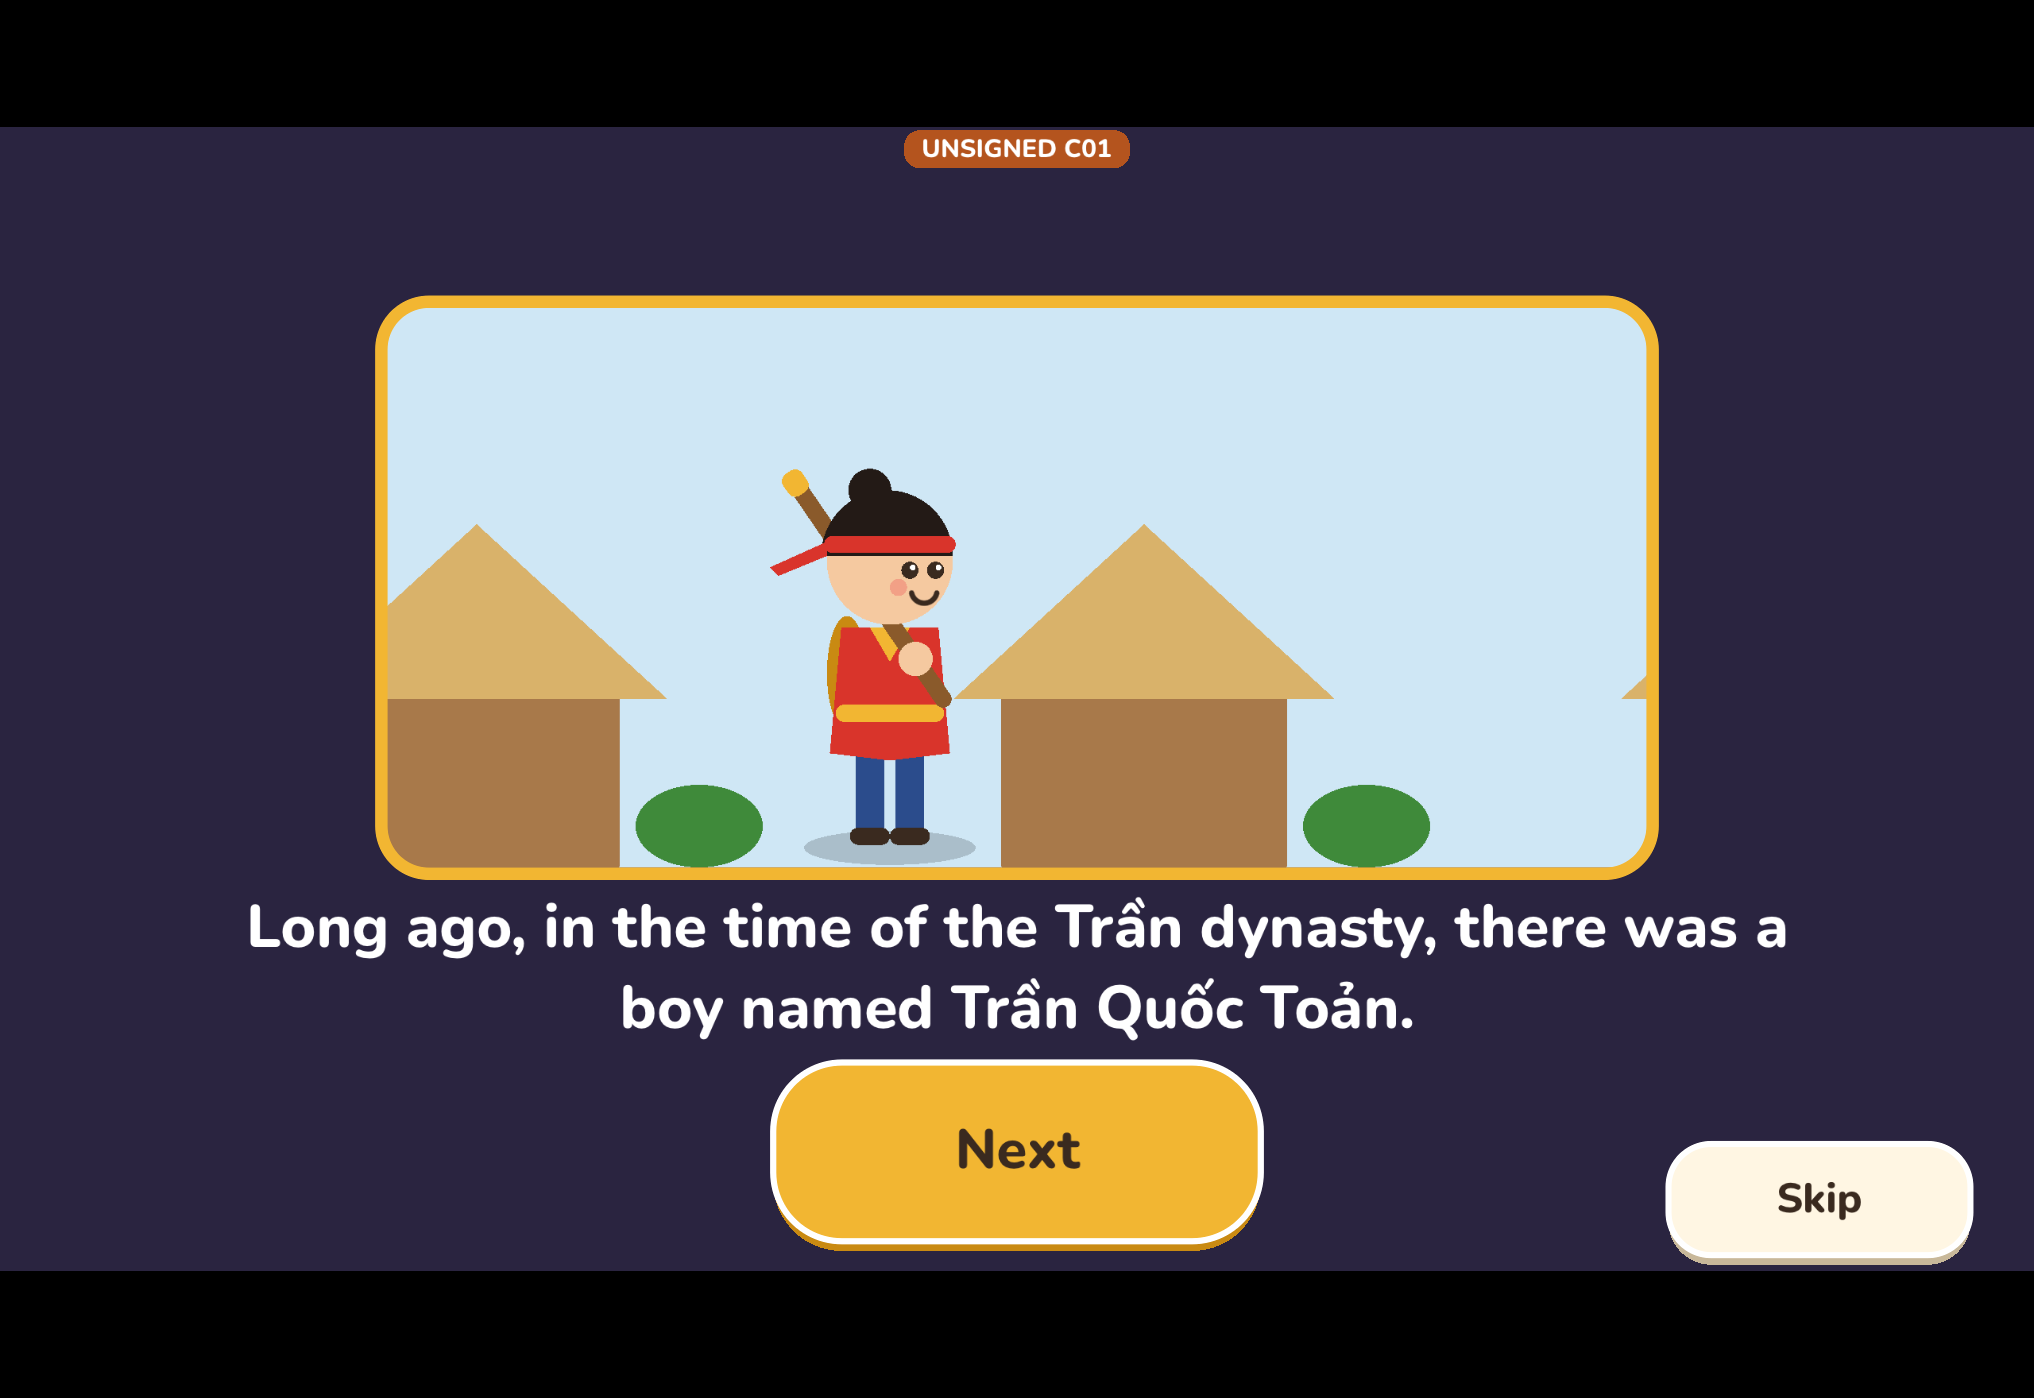 UNSIGNED C01
Long ago, in the time of the Trần dynasty, there was a
boy named Trần Quốc Toản.
Next
Skip